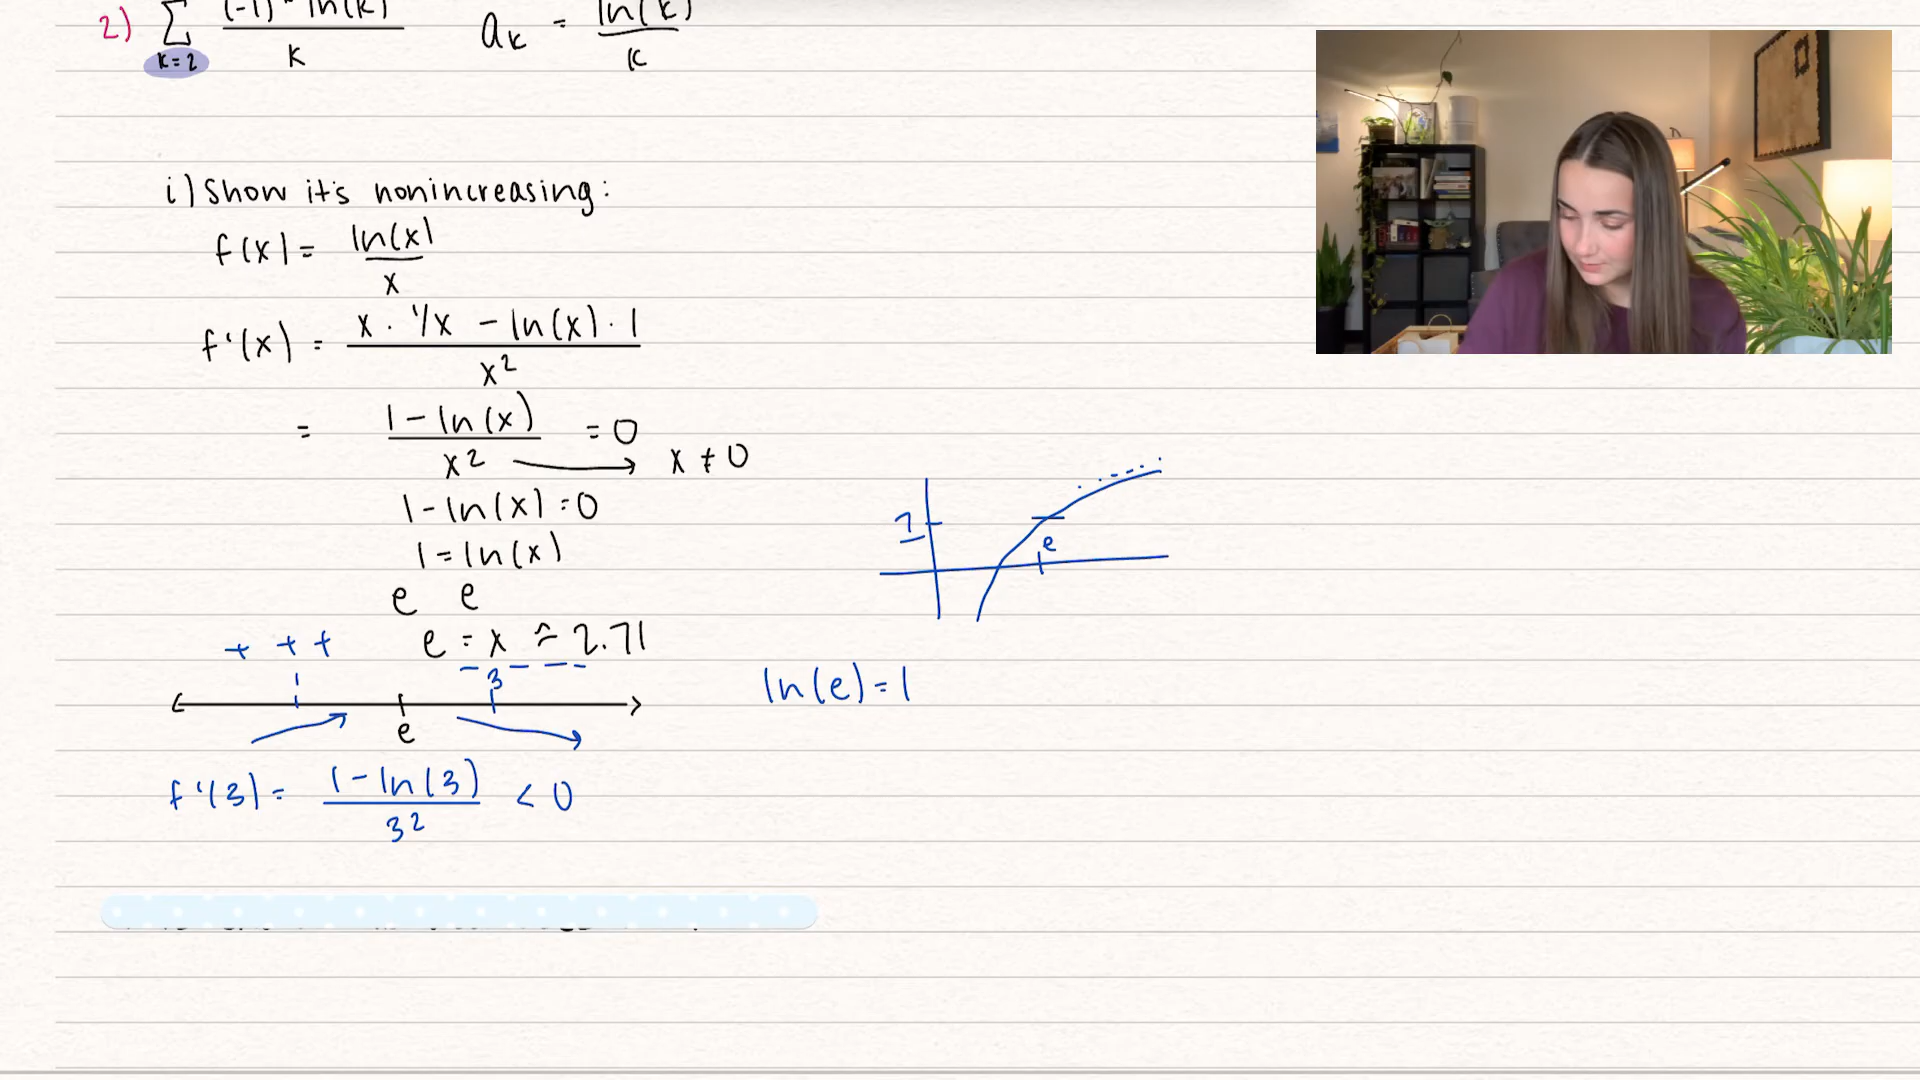 2) ∑ k=2 (-1) ln(k) / k    aₖ = ln(k) / k
i) Show it's nonincreasing:
f(x) = ln(x) / x
f'(x) = x · 1/x − ln(x) · 1 / x²
= 1 − ln(x) / x² = 0
→ x ≠ 0
1 − ln(x) = 0
1 = ln(x)
e e
e = x ≈ 2.71
+ + + − − − −
3
e
f'(3) = 1 − ln(3) / 3² < 0
1
e
ln(e) = 1